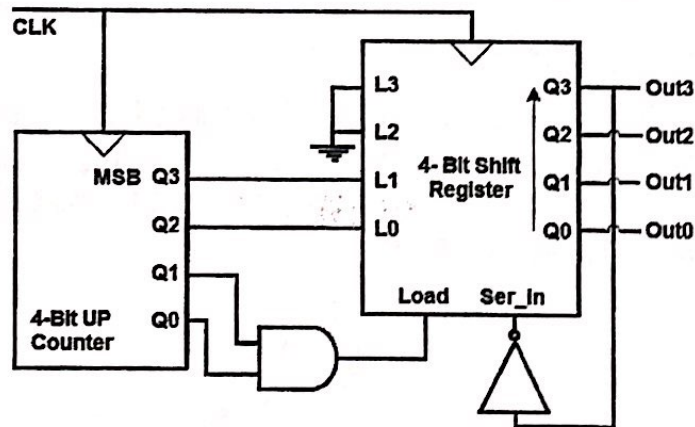 CLK
MSB Q3
Q2
Q1
Q0
4-Bit UP
Counter
L3
L2
L1
L0
4- Bit Shift
Register
Q3
Q2
Q1
Q0
Load
Ser_in
Out3
Out2
Out1
Out0